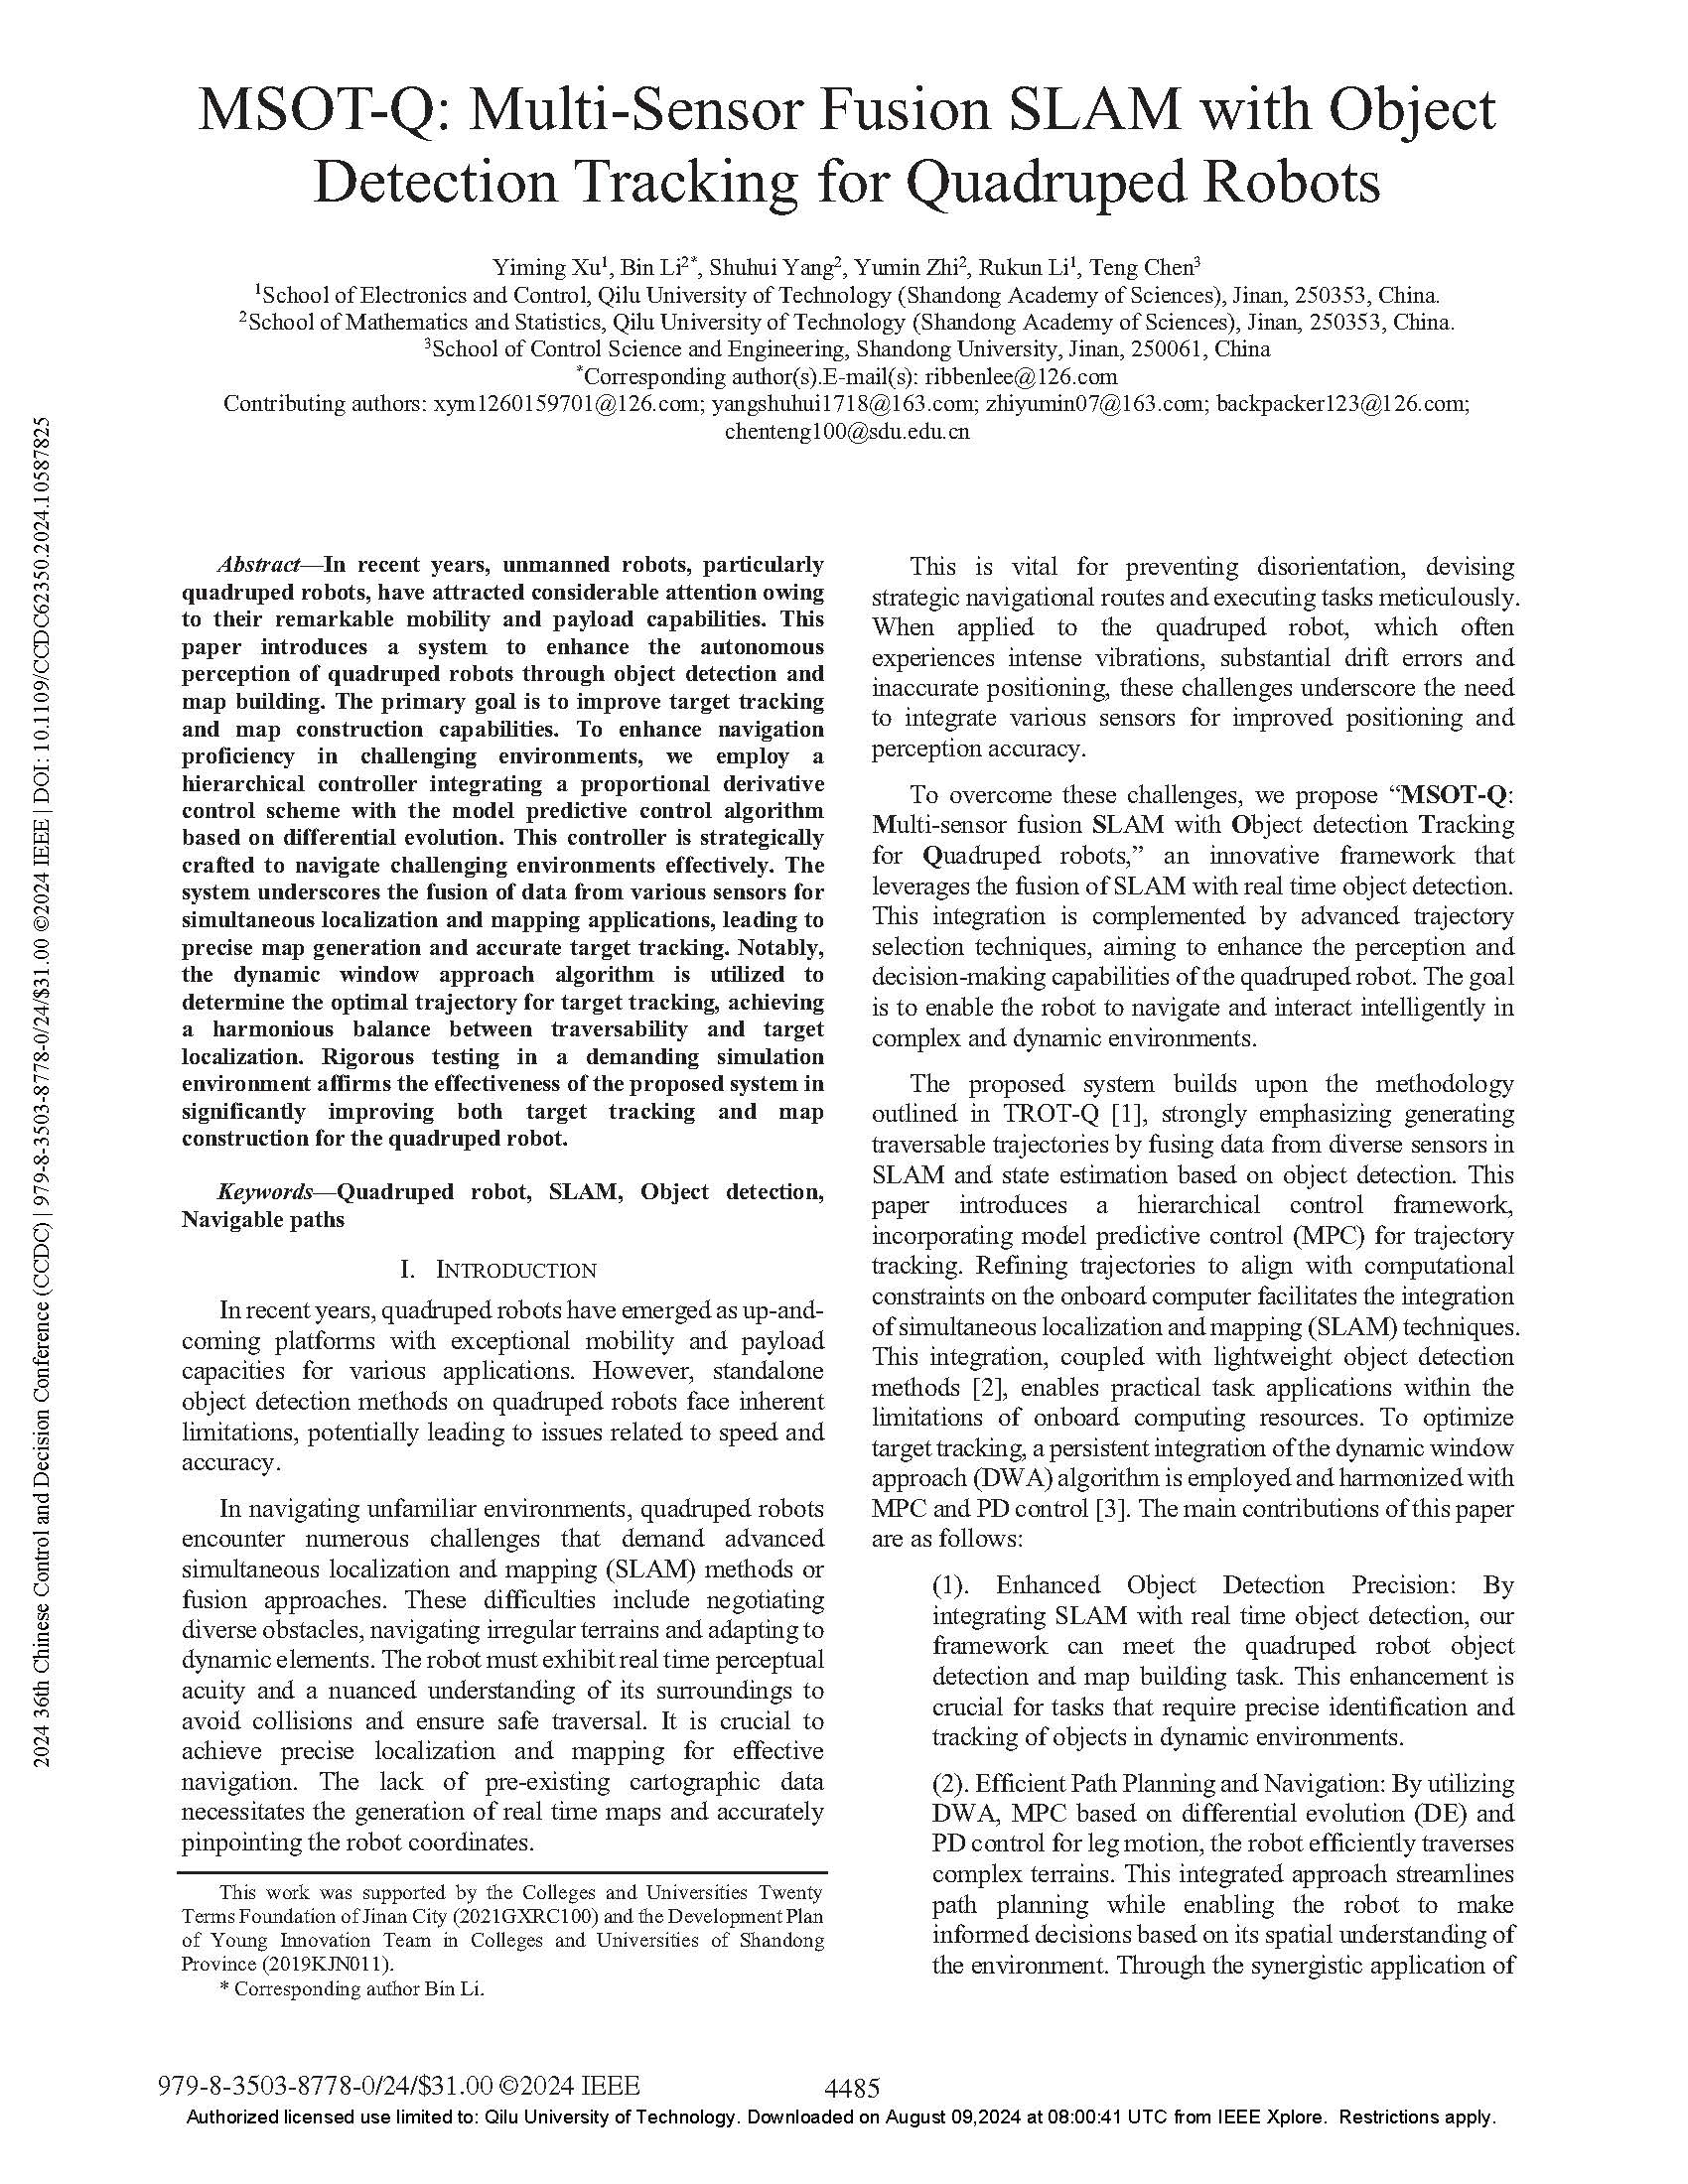 MSOT-Q: Multi-Sensor Fusion SLAM with Object
Detection Tracking for Quadruped Robots
Yiming Xu1, Bin Li2*, Shuhui Yang2, Yumin Zhi2, Rukun Li1, Teng Chen3
1School of Electronics and Control, Qilu University of Technology (Shandong Academy of Sciences), Jinan, 250353, China.
2School of Mathematics and Statistics, Qilu University of Technology (Shandong Academy of Sciences), Jinan, 250353, China.
3School of Control Science and Engineering, Shandong University, Jinan, 250061, China
*Corresponding author(s).E-mail(s): ribbenlee@126.com
Contributing authors: xym1260159701@126.com; yangshuhui1718@163.com; zhiyumin07@163.com; backpacker123@126.com;
chenteng100@sdu.edu.cn
2024 36th Chinese Control and Decision Conference (CCDC) | 979-8-3503-8778-0/24/$31.00 ©2024 IEEE | DOI: 10.1109/CCDC62350.2024.10587825
Abstract—In recent years, unmanned robots, particularly
quadruped robots, have attracted considerable attention owing
to their remarkable mobility and payload capabilities. This
paper introduces a system to enhance the autonomous
perception of quadruped robots through object detection and
map building. The primary goal is to improve target tracking
and map construction capabilities. To enhance navigation
proficiency in challenging environments, we employ a
hierarchical controller integrating a proportional derivative
control scheme with the model predictive control algorithm
based on differential evolution. This controller is strategically
crafted to navigate challenging environments effectively. The
system underscores the fusion of data from various sensors for
simultaneous localization and mapping applications, leading to
precise map generation and accurate target tracking. Notably,
the dynamic window approach algorithm is utilized to
determine the optimal trajectory for target tracking, achieving
a harmonious balance between traversability and target
localization. Rigorous testing in a demanding simulation
environment affirms the effectiveness of the proposed system in
significantly improving both target tracking and map
construction for the quadruped robot.
Keywords—Quadruped robot, SLAM, Object detection,
Navigable paths
I. INTRODUCTION
In recent years, quadruped robots have emerged as up-and-
coming platforms with exceptional mobility and payload
capacities for various applications. However, standalone
object detection methods on quadruped robots face inherent
limitations, potentially leading to issues related to speed and
accuracy.
In navigating unfamiliar environments, quadruped robots
encounter numerous challenges that demand advanced
simultaneous localization and mapping (SLAM) methods or
fusion approaches. These difficulties include negotiating
diverse obstacles, navigating irregular terrains and adapting to
dynamic elements. The robot must exhibit real time perceptual
acuity and a nuanced understanding of its surroundings to
avoid collisions and ensure safe traversal. It is crucial to
achieve precise localization and mapping for effective
navigation. The lack of pre-existing cartographic data
necessitates the generation of real time maps and accurately
pinpointing the robot coordinates.
This work was supported by the Colleges and Universities Twenty
Terms Foundation of Jinan City (2021GXRC100) and the Development Plan
of Young Innovation Team in Colleges and Universities of Shandong
Province (2019KJN011).
* Corresponding author Bin Li.
This is vital for preventing disorientation, devising
strategic navigational routes and executing tasks meticulously.
When applied to the quadruped robot, which often
experiences intense vibrations, substantial drift errors and
inaccurate positioning, these challenges underscore the need
to integrate various sensors for improved positioning and
perception accuracy.
To overcome these challenges, we propose “MSOT-Q:
Multi-sensor fusion SLAM with Object detection Tracking
for Quadruped robots,” an innovative framework that
leverages the fusion of SLAM with real time object detection.
This integration is complemented by advanced trajectory
selection techniques, aiming to enhance the perception and
decision-making capabilities of the quadruped robot. The goal
is to enable the robot to navigate and interact intelligently in
complex and dynamic environments.
The proposed system builds upon the methodology
outlined in TROT-Q [1], strongly emphasizing generating
traversable trajectories by fusing data from diverse sensors in
SLAM and state estimation based on object detection. This
paper introduces a hierarchical control framework,
incorporating model predictive control (MPC) for trajectory
tracking. Refining trajectories to align with computational
constraints on the onboard computer facilitates the integration
of simultaneous localization and mapping (SLAM) techniques.
This integration, coupled with lightweight object detection
methods [2], enables practical task applications within the
limitations of onboard computing resources. To optimize
target tracking, a persistent integration of the dynamic window
approach (DWA) algorithm is employed and harmonized with
MPC and PD control [3]. The main contributions of this paper
are as follows:
(1). Enhanced Object Detection Precision: By
integrating SLAM with real time object detection, our
framework can meet the quadruped robot object
detection and map building task. This enhancement is
crucial for tasks that require precise identification and
tracking of objects in dynamic environments.
(2). Efficient Path Planning and Navigation: By utilizing
DWA, MPC based on differential evolution (DE) and
PD control for leg motion, the robot efficiently traverses
complex terrains. This integrated approach streamlines
path planning while enabling the robot to make
informed decisions based on its spatial understanding of
the environment. Through the synergistic application of
979-8-3503-8778-0/24/$31.00 ©2024 IEEE
4485
Authorized licensed use limited to: Qilu University of Technology. Downloaded on August 09,2024 at 08:00:41 UTC from IEEE Xplore. Restrictions apply.